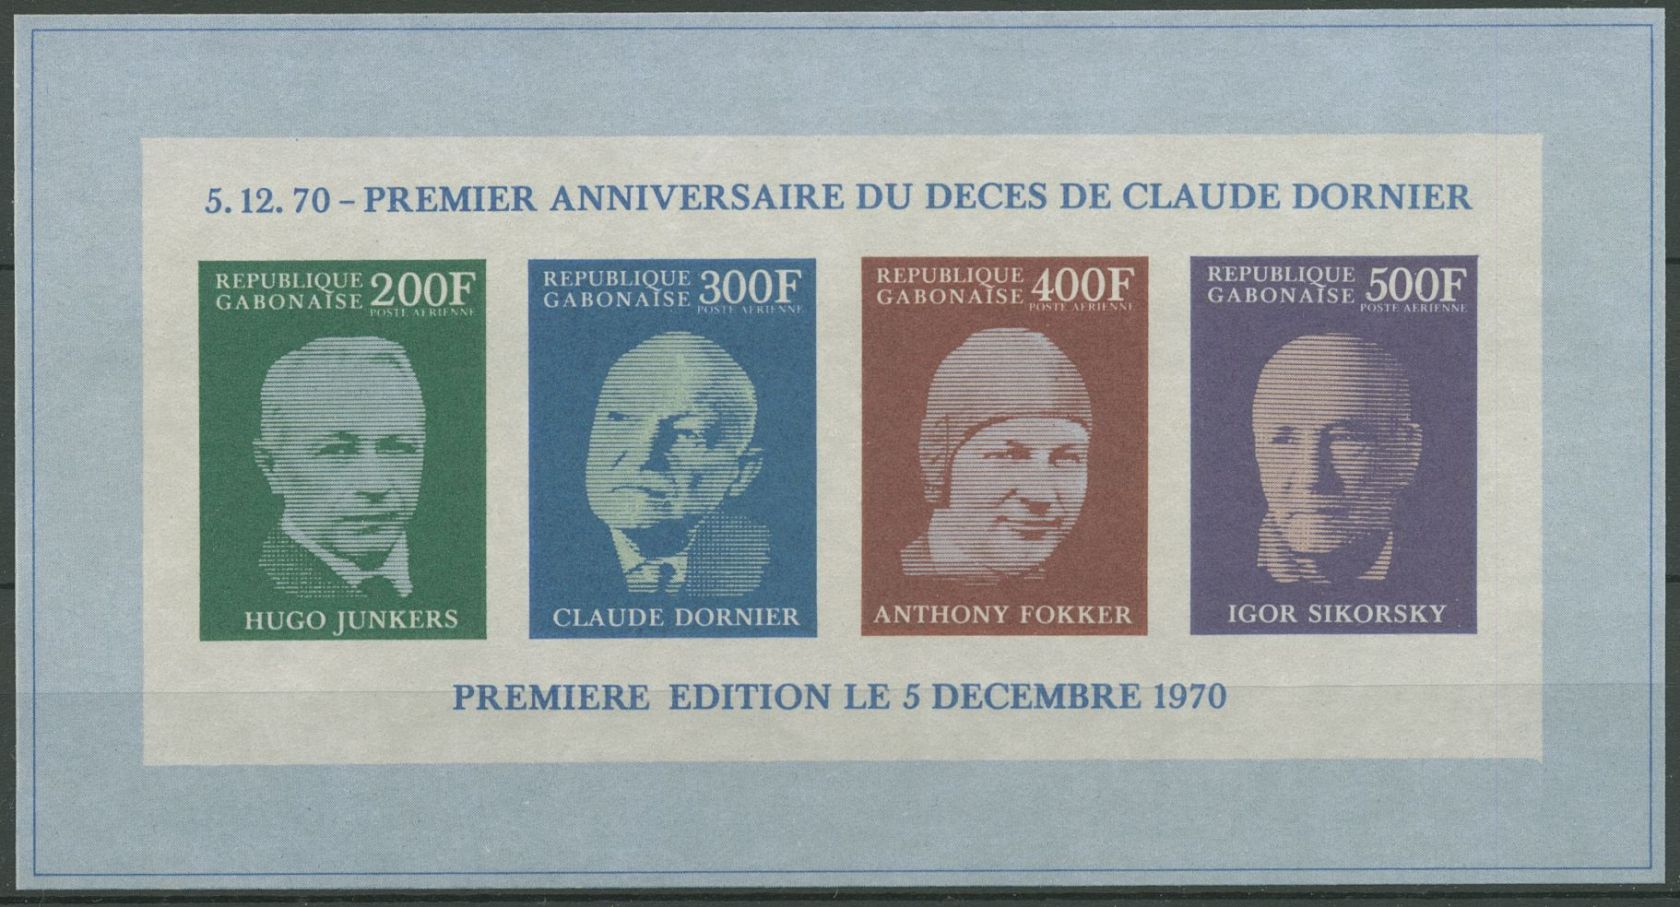 5. 12. 70 – PREMIER ANNIVERSAIRE DU DECES DE CLAUDE DORNIER
REPUBLIQUE
GABONAISE
200F
POSTE AERIENNE
HUGO JUNKERS
REPUBLIQUE
GABONAISE
300F
POSTE AERIENNE
CLAUDE DORNIER
REPUBLIQUE
GABONAISE
400F
POSTE AERIENNE
ANTHONY FOKKER
REPUBLIQUE
GABONAISE
500F
POSTE AERIENNE
IGOR SIKORSKY
PREMIERE EDITION LE 5 DECEMBRE 1970